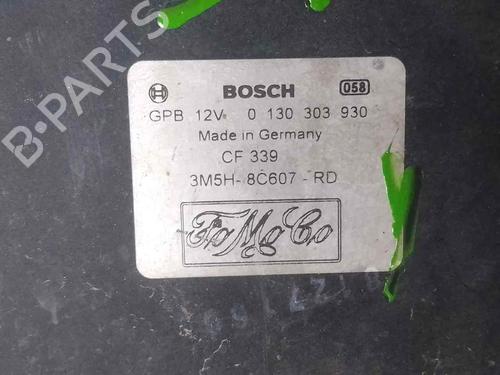 BOSCH 058
GPB 12V 0 130 303 930
Made in Germany
CF 339
3M5H- 8C607 - RD
FoMoCo
B-PARTS